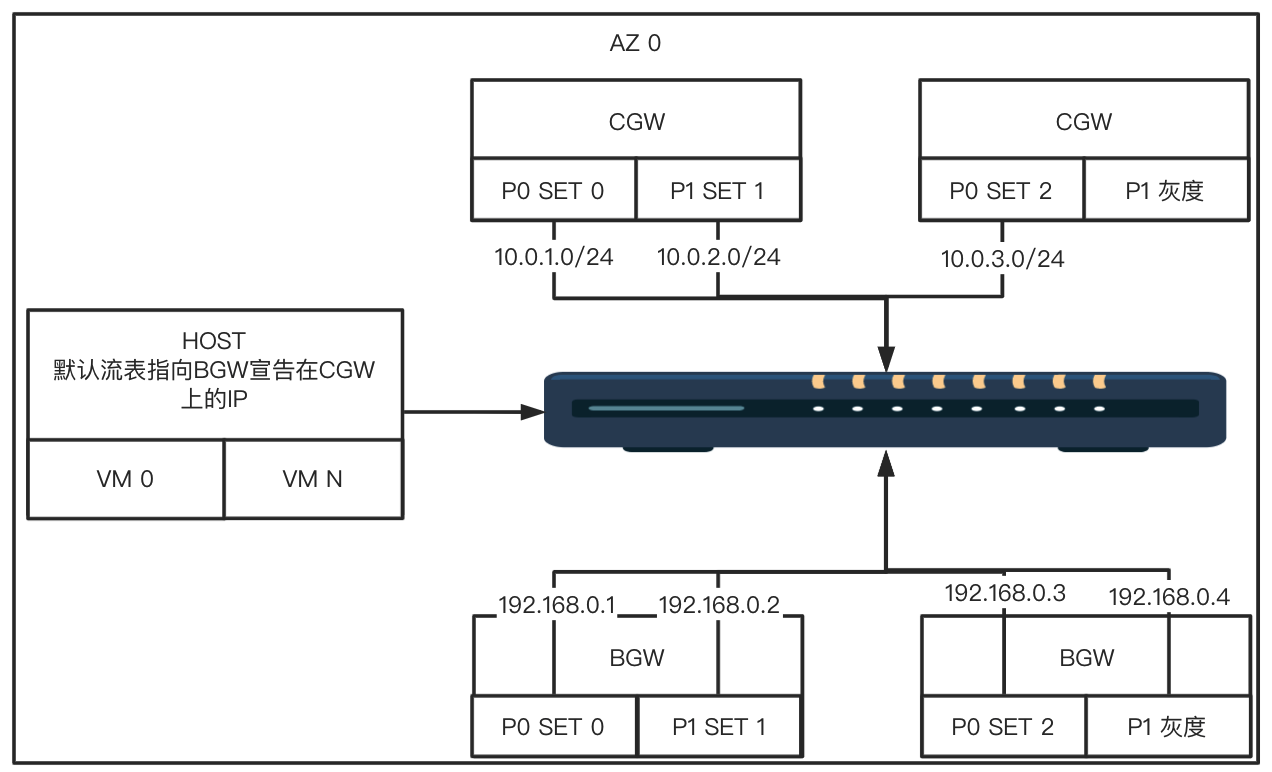 AZ 0
CGW
CGW
P0 SET 0
P1 SET 1
P0 SET 2
P1 灰度
10.0.1.0/24
10.0.2.0/24
10.0.3.0/24
HOST
默认流表指向BGW宣告在CGW
上的IP
VM 0
VM N
192.168.0.1
192.168.0.2
192.168.0.3
192.168.0.4
BGW
BGW
P0 SET 0
P1 SET 1
P0 SET 2
P1 灰度